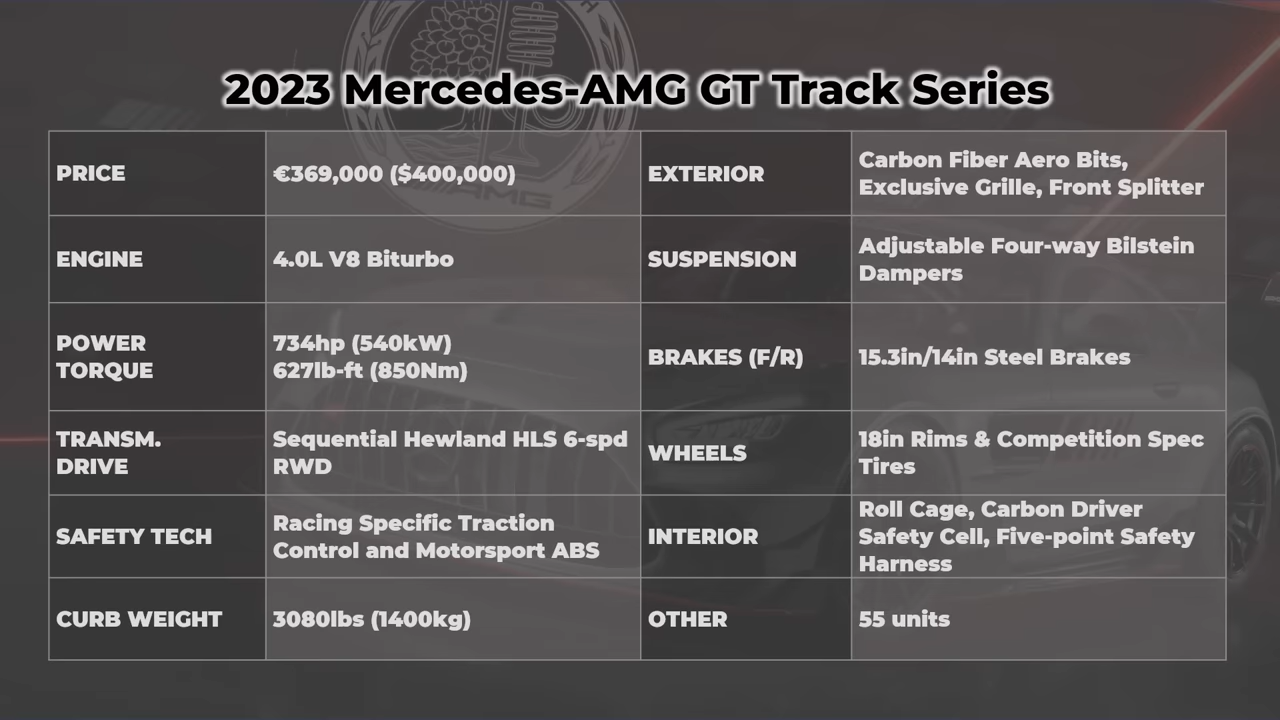 2023 Mercedes-AMG GT Track Series
PRICE
€369,000 ($400,000)
EXTERIOR
Carbon Fiber Aero Bits,
Exclusive Grille, Front Splitter
ENGINE
4.0L V8 Biturbo
SUSPENSION
Adjustable Four-way Bilstein
Dampers
POWER
TORQUE
734hp (540kW)
627lb-ft (850Nm)
BRAKES (F/R)
15.3in/14in Steel Brakes
TRANSM.
DRIVE
Sequential Hewland HLS 6-spd
RWD
WHEELS
18in Rims & Competition Spec
Tires
SAFETY TECH
Racing Specific Traction
Control and Motorsport ABS
INTERIOR
Roll Cage, Carbon Driver
Safety Cell, Five-point Safety
Harness
CURB WEIGHT
3080lbs (1400kg)
OTHER
55 units
AMG